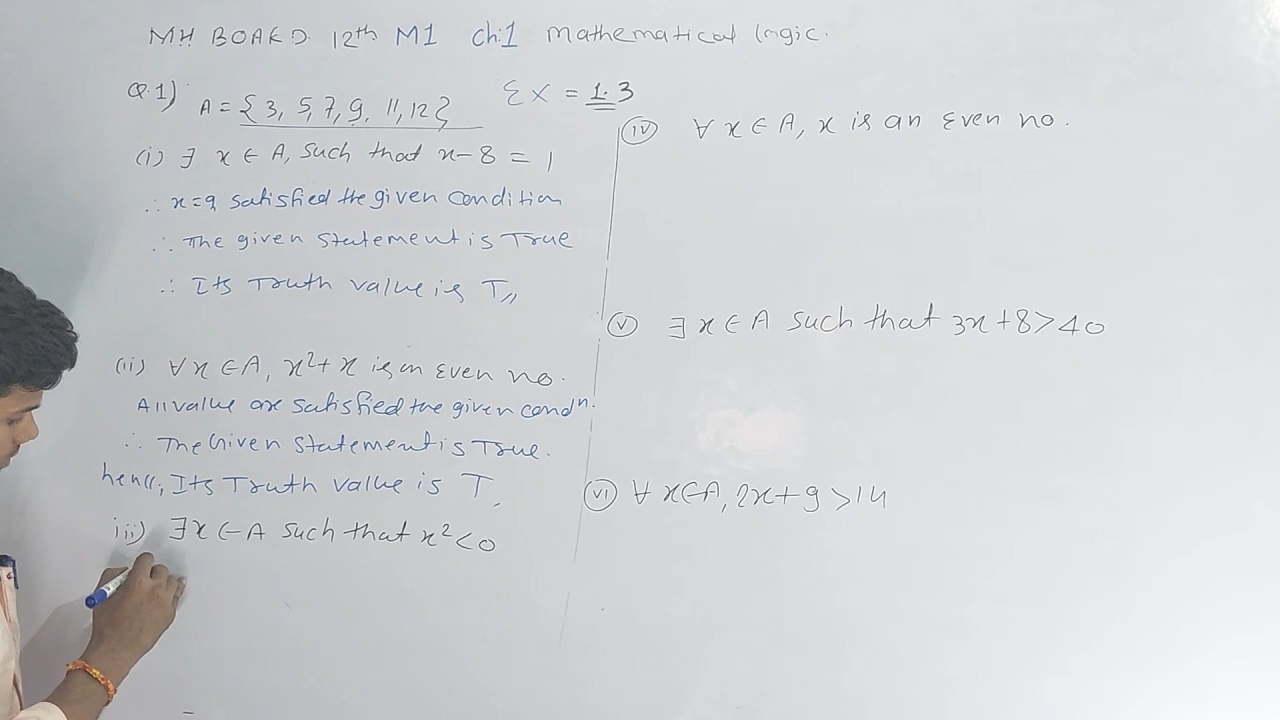 MH BOARD 12th M1 ch:1 mathematical logic.
Q.1) A = { 3, 5, 7, 9, 11, 12 }
Ex = 1.3
(i) ∃ x ∈ A, such that x - 8 = 1
∴ x = 9 satisfied the given condition
∴ The given statement is True
∴ Its Truth value is T,,
(ii) ∀ x ∈ A, x² + x is an even no.
All value are satisfied the given condⁿ.
∴ The Given statement is True.
hence, Its Truth value is T,
iii) ∃ x ∈ A such that x² < 0
(iv) ∀ x ∈ A, x is an even no.
(v) ∃ x ∈ A such that 3x + 8 > 40
(vi) ∀ x ∈ A, 2x + 9 > 14